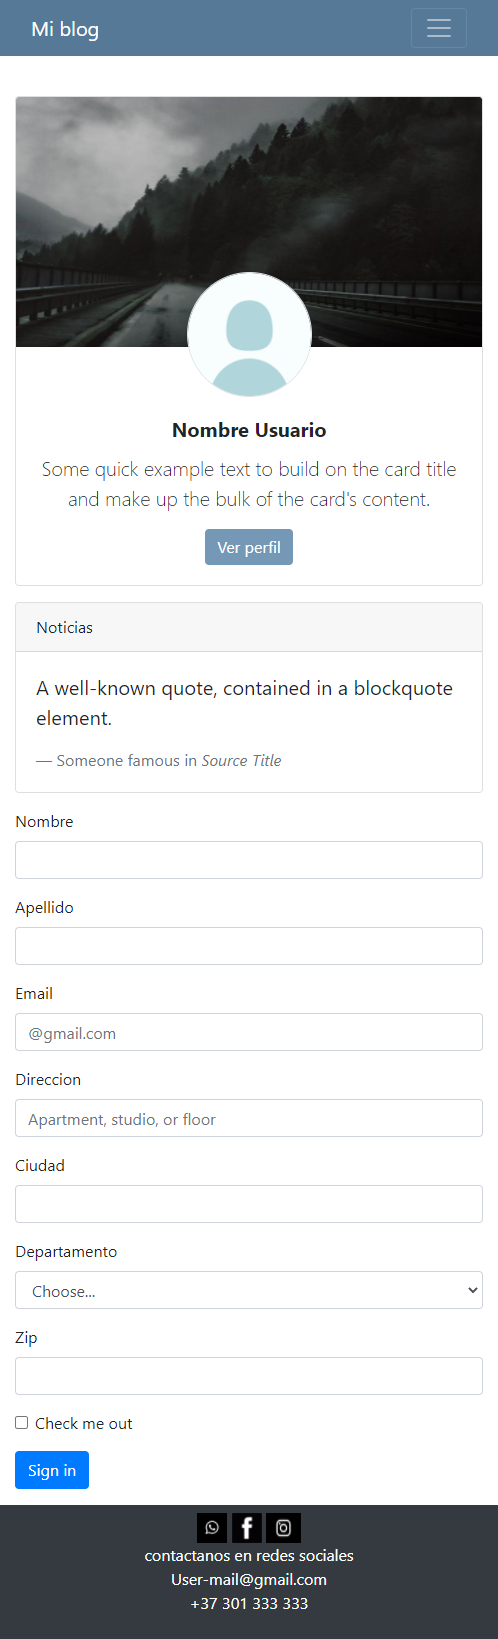 Mi blog
Nombre Usuario
Some quick example text to build on the card title
and make up the bulk of the card's content.
Ver perfil
Noticias
A well-known quote, contained in a blockquote
element.
— Someone famous in Source Title
Nombre
Apellido
Email
@gmail.com
Direccion
Apartment, studio, or floor
Ciudad
Departamento
Choose...
Zip
Check me out
Sign in
contactanos en redes sociales
User-mail@gmail.com
+37 301 333 333